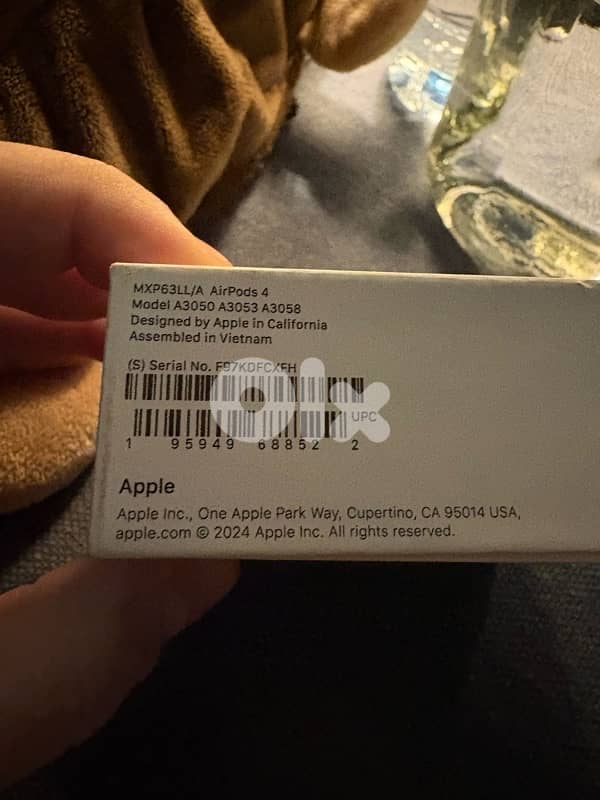 MXP63LL/A AirPods 4
Model A3050 A3053 A3058
Designed by Apple in California
Assembled in Vietnam
(S) Serial No. F97KDFCXFH
UPC
1 95949 68852 2
olx
Apple
Apple Inc., One Apple Park Way, Cupertino, CA 95014 USA,
apple.com © 2024 Apple Inc. All rights reserved.